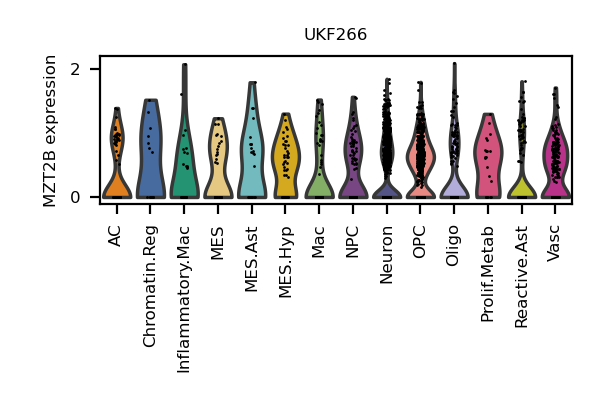 UKF266
MZT2B expression
2
0
AC
Chromatin.Reg
Inflammatory.Mac
MES
MES.Ast
MES.Hyp
Mac
NPC
Neuron
OPC
Oligo
Prolif.Metab
Reactive.Ast
Vasc